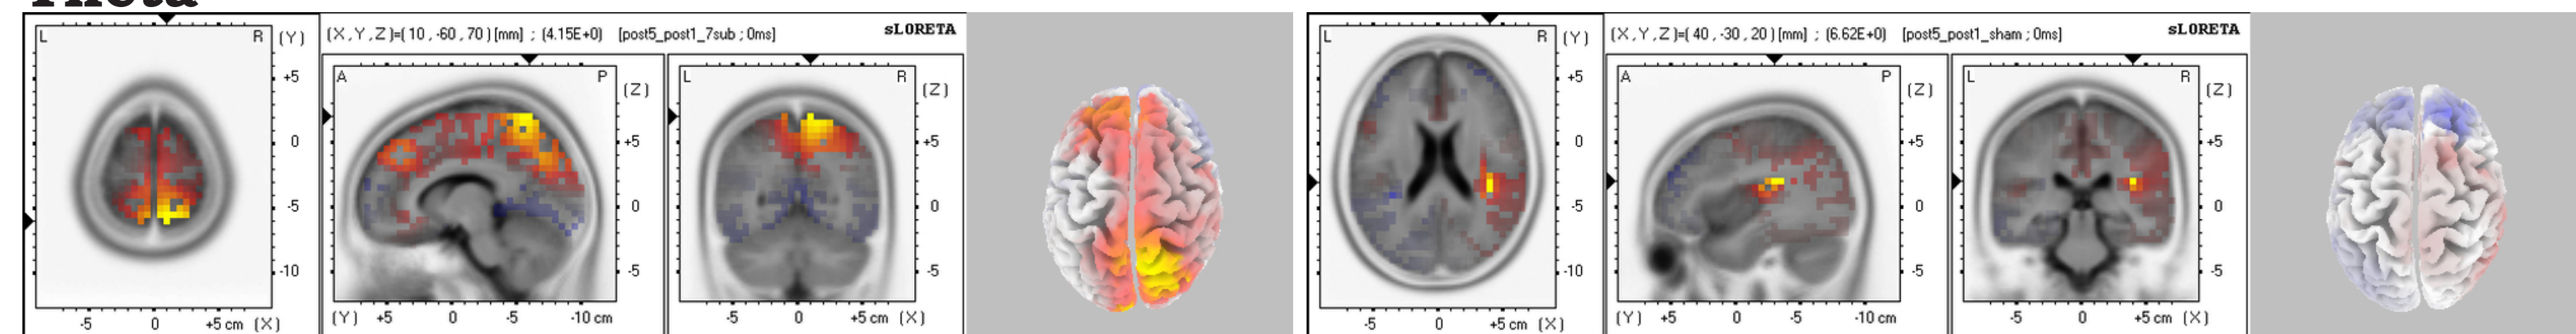 Theta
(X,Y,Z)=(10,-60,70)[mm] ; (4.15E+0) [post5_post1_7sub ; 0ms] sLORETA
L R (Y)
+5
0
-5
-10
-5 0 +5 cm (X)
A P (Z)
+5
0
-5
(Y) +5 0 -5 -10 cm
L R (Z)
+5
0
-5
-5 0 +5 cm (X)
(X,Y,Z)=(40,-30,20)[mm] ; (6.62E+0) [post5_post1_sham ; 0ms] sLORETA
L R (Y)
+5
0
-5
-10
-5 0 +5 cm (X)
A P (Z)
+5
0
-5
(Y) +5 0 -5 -10 cm
L R (Z)
+5
0
-5
-5 0 +5 cm (X)